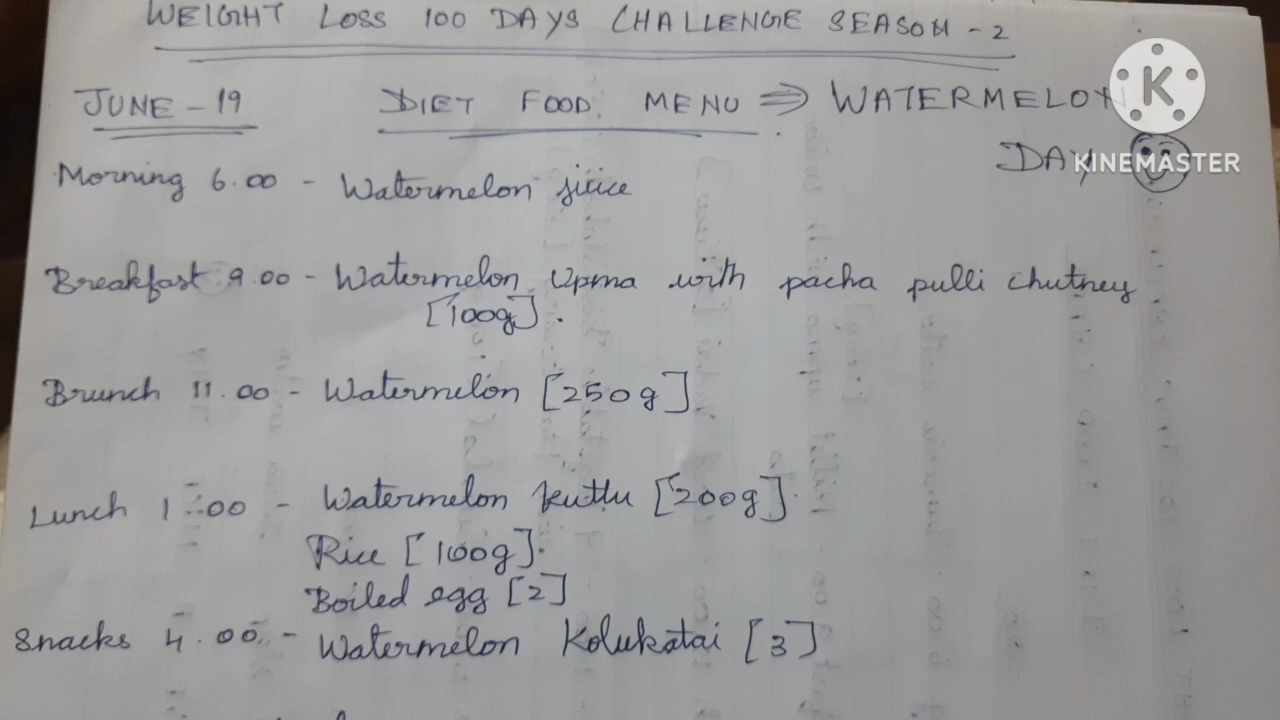 WEIGHT LOSS 100 DAYS CHALLENGE SEASON - 2
JUNE - 19 DIET FOOD MENU ⇒ WATERMELON
DAY
KINEMASTER
Morning 6.00 - Watermelon juice
Breakfast 9.00 - Watermelon Upma with pacha pulli chutney
[100g].
Brunch 11.00 - Watermelon [250g]
Lunch 1.00 - Watermelon kuttu [200g]
Rice [100g].
Boiled egg [2]
Snacks 4.00 - Watermelon Kolukatai [3]